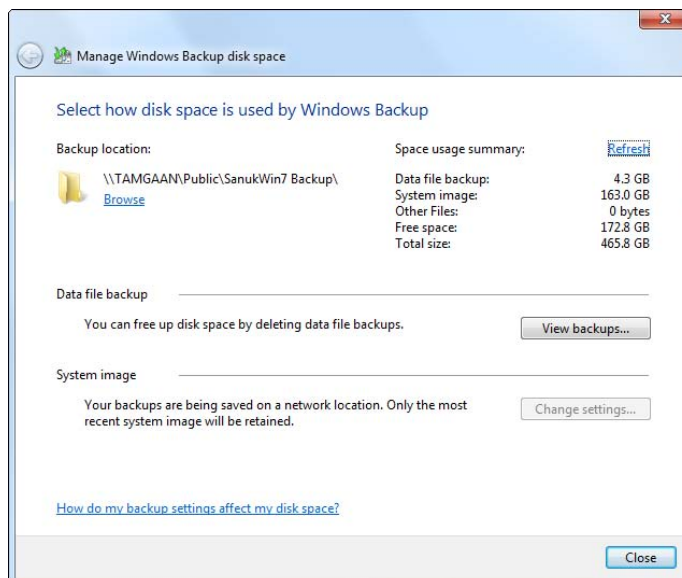 Manage Windows Backup disk space
Select how disk space is used by Windows Backup
Backup location:
\\TAMGAAN\Public\SanukWin7 Backup\
Browse
Space usage summary: Refresh
Data file backup: 4.3 GB
System image: 163.0 GB
Other Files: 0 bytes
Free space: 172.8 GB
Total size: 465.8 GB
Data file backup
You can free up disk space by deleting data file backups.
View backups...
System image
Your backups are being saved on a network location. Only the most
recent system image will be retained.
Change settings...
How do my backup settings affect my disk space?
Close